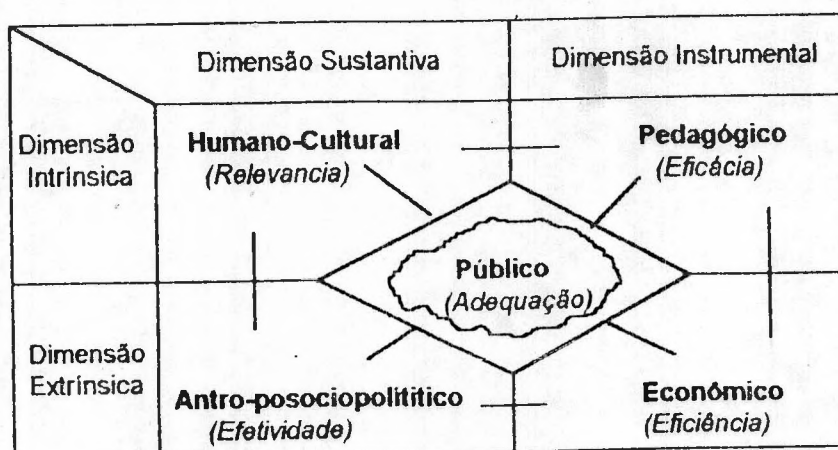 Dimensão Sustantiva
Dimensão Instrumental
Dimensão
Intrínsica
Humano-Cultural
(Relevancia)
Pedagógico
(Eficácia)
Público
(Adequação)
Dimensão
Extrínsica
Antro-posociopolititico
(Efetividade)
Econômico
(Eficiência)